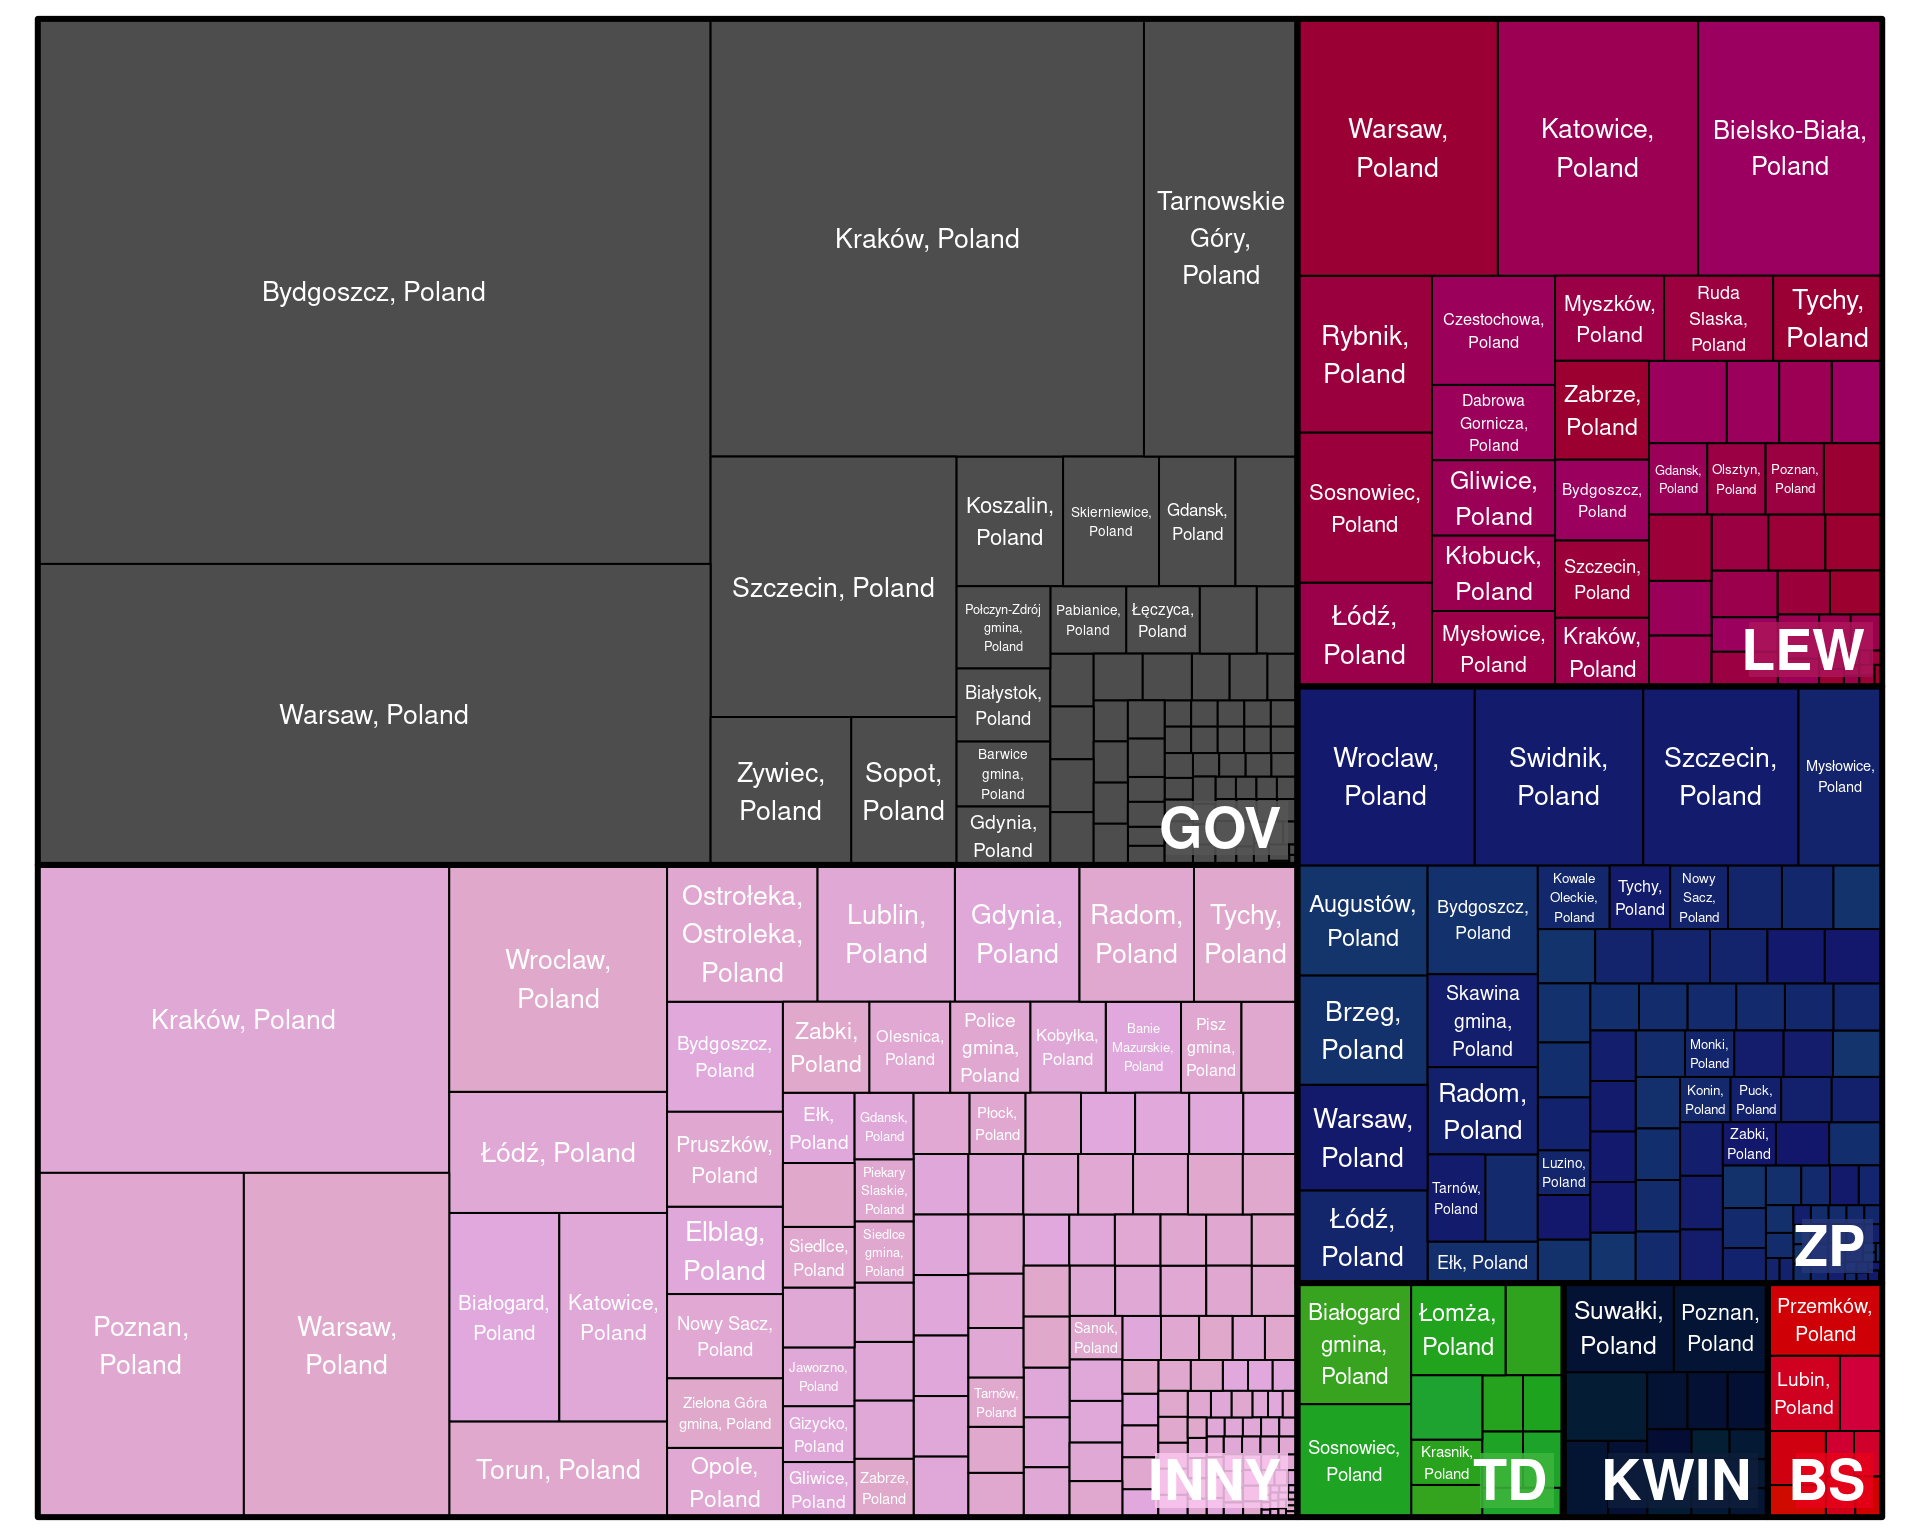 Bydgoszcz, Poland
Warsaw, Poland
Kraków, Poland
Tarnowskie
Góry,
Poland
Szczecin, Poland
Zywiec,
Poland
Sopot,
Poland
Koszalin,
Poland
Skierniewice,
Poland
Gdansk,
Poland
Połczyn-Zdrój
gmina,
Poland
Pabianice,
Poland
Łęczyca,
Poland
Białystok,
Poland
Barwice
gmina,
Poland
Gdynia,
Poland
GOV
Warsaw,
Poland
Katowice,
Poland
Bielsko-Biała,
Poland
Rybnik,
Poland
Sosnowiec,
Poland
Łódź,
Poland
Czestochowa,
Poland
Dabrowa
Gornicza,
Poland
Gliwice,
Poland
Kłobuck,
Poland
Mysłowice,
Poland
Myszków,
Poland
Ruda
Slaska,
Poland
Tychy,
Poland
Zabrze,
Poland
Bydgoszcz,
Poland
Szczecin,
Poland
Kraków,
Poland
Gdansk,
Poland
Olsztyn,
Poland
Poznan,
Poland
LEW
Kraków, Poland
Poznan,
Poland
Warsaw,
Poland
Wroclaw,
Poland
Łódź, Poland
Białogard,
Poland
Katowice,
Poland
Torun, Poland
Ostrołeka,
Ostroleka,
Poland
Lublin,
Poland
Gdynia,
Poland
Radom,
Poland
Tychy,
Poland
Bydgoszcz,
Poland
Pruszków,
Poland
Elblag,
Poland
Nowy Sacz,
Poland
Zielona Góra
gmina, Poland
Opole,
Poland
Zabki,
Poland
Olesnica,
Poland
Police
gmina,
Poland
Kobyłka,
Poland
Banie
Mazurskie,
Poland
Pisz
gmina,
Poland
Ełk,
Poland
Gdansk,
Poland
Płock,
Poland
Piekary
Slaskie,
Poland
Siedlce,
Poland
Siedlce
gmina,
Poland
Jaworzno,
Poland
Gizycko,
Poland
Gliwice,
Poland
Zabrze,
Poland
Tarnów,
Poland
Sanok,
Poland
INNY
Wroclaw,
Poland
Swidnik,
Poland
Szczecin,
Poland
Mysłowice,
Poland
Augustów,
Poland
Brzeg,
Poland
Warsaw,
Poland
Łódź,
Poland
Bydgoszcz,
Poland
Skawina
gmina,
Poland
Radom,
Poland
Tarnów,
Poland
Ełk, Poland
Kowale
Oleckie,
Poland
Tychy,
Poland
Nowy
Sacz,
Poland
Monki,
Poland
Konin,
Poland
Puck,
Poland
Zabki,
Poland
Luzino,
Poland
ZP
Białogard
gmina,
Poland
Łomża,
Poland
Sosnowiec,
Poland
Krasnik,
Poland
TD
Suwałki,
Poland
Poznan,
Poland
KWIN
Przemków,
Poland
Lubin,
Poland
BS